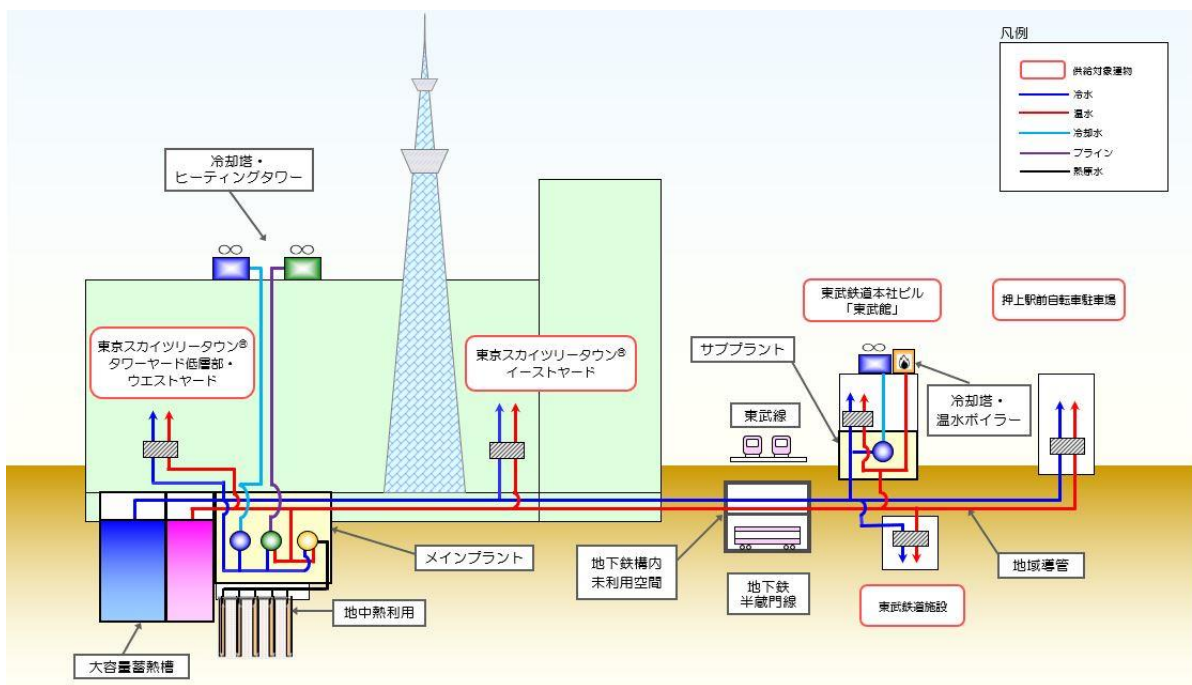 凡例
供給対象建物
冷水
温水
冷却水
ブライン
熱原水
冷却塔・
ヒーティングタワー
東京スカイツリータウン®
タワーヤード低層部・
ウエストヤード
東京スカイツリータウン®
イーストヤード
東武鉄道本社ビル
「東武館」
押上駅前自転車駐車場
サブプラント
冷却塔・
温水ボイラー
東武線
メインプラント
地下鉄構内
未利用空間
地下鉄
半蔵門線
地域導管
東武鉄道施設
地中熱利用
大容量蓄熱槽